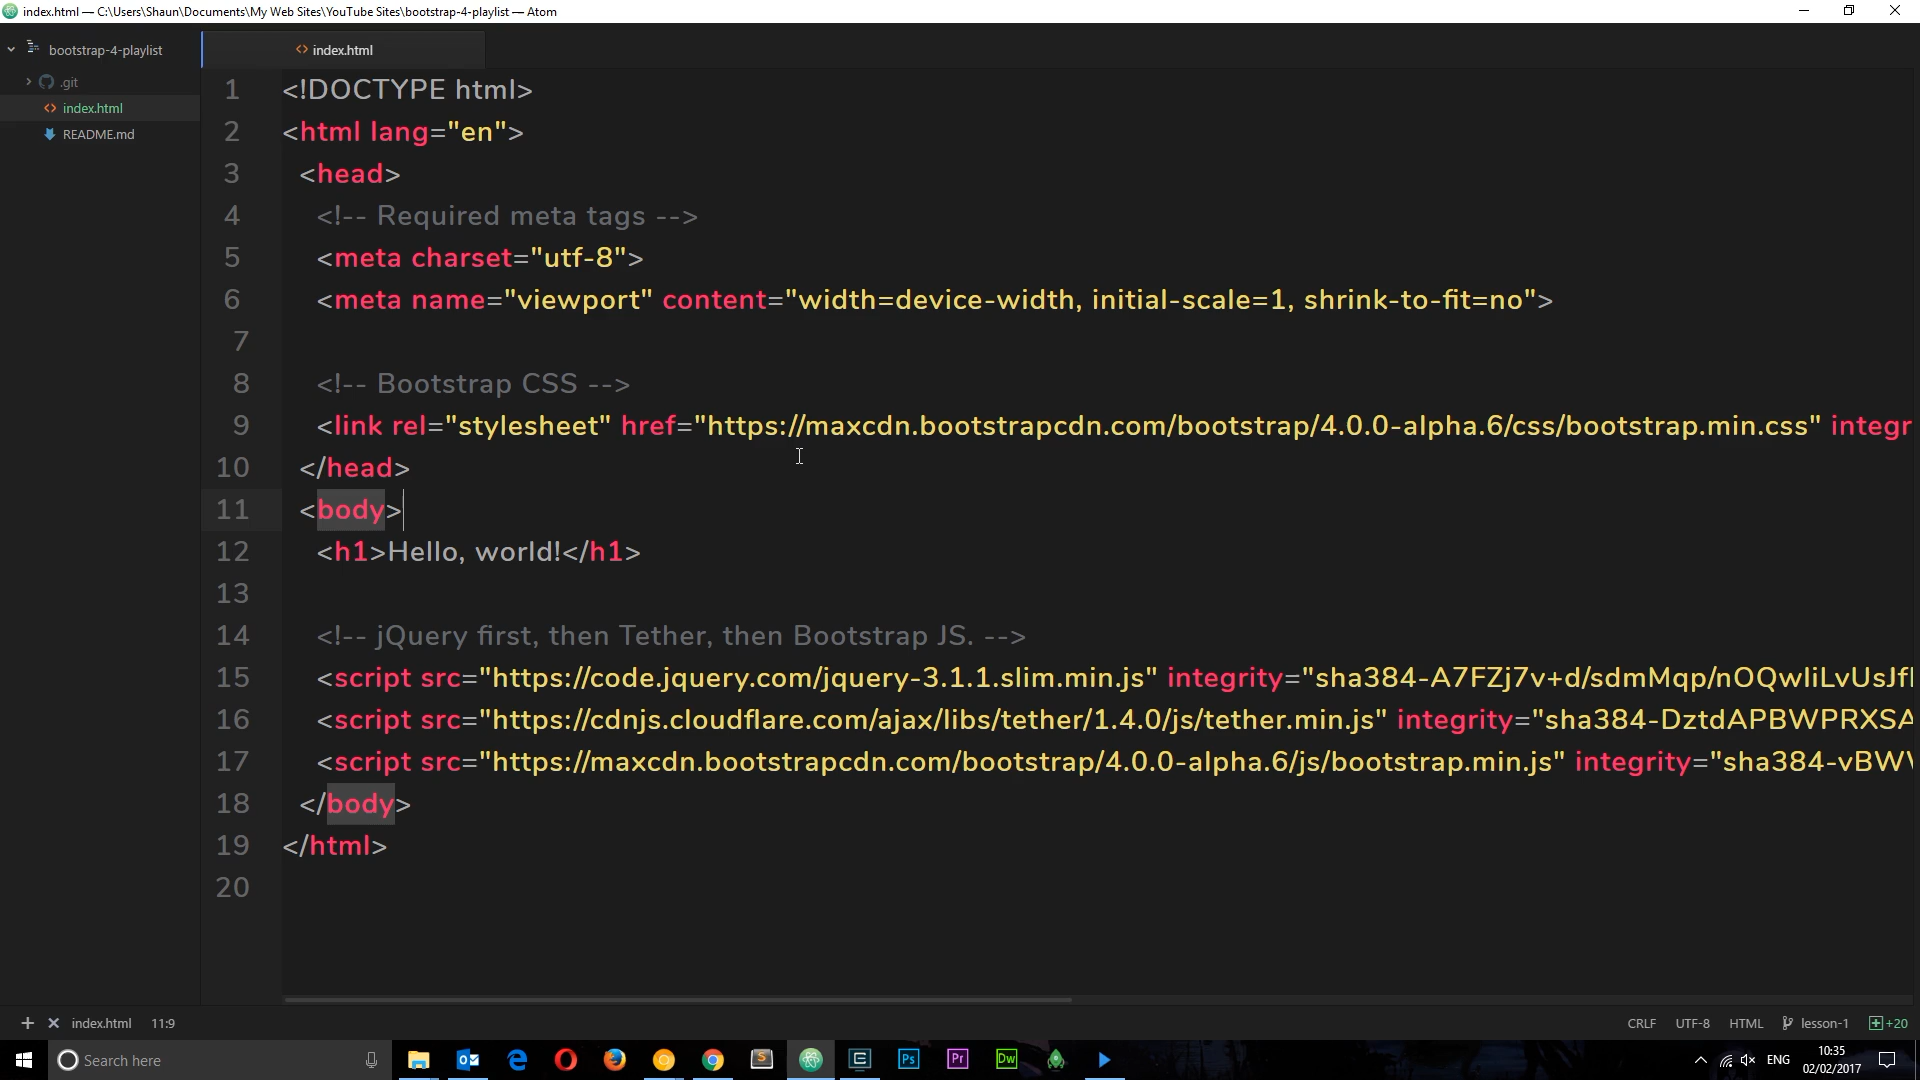 index.html — C:\Users\Shaun\Documents\My Web Sites\YouTube Sites\bootstrap-4-playlist — Atom
bootstrap-4-playlist
.git
index.html
README.md
index.html
1 <!DOCTYPE html>
2 <html lang="en">
3 <head>
4 <!-- Required meta tags -->
5 <meta charset="utf-8">
6 <meta name="viewport" content="width=device-width, initial-scale=1, shrink-to-fit=no">
7
8 <!-- Bootstrap CSS -->
9 <link rel="stylesheet" href="https://maxcdn.bootstrapcdn.com/bootstrap/4.0.0-alpha.6/css/bootstrap.min.css" integr
10 </head>
11 <body>
12 <h1>Hello, world!</h1>
13
14 <!-- jQuery first, then Tether, then Bootstrap JS. -->
15 <script src="https://code.jquery.com/jquery-3.1.1.slim.min.js" integrity="sha384-A7FZj7v+d/sdmMqp/nOQwliLvUsJf
16 <script src="https://cdnjs.cloudflare.com/ajax/libs/tether/1.4.0/js/tether.min.js" integrity="sha384-DztdAPBWPRXSA
17 <script src="https://maxcdn.bootstrapcdn.com/bootstrap/4.0.0-alpha.6/js/bootstrap.min.js" integrity="sha384-vBWV
18 </body>
19 </html>
20
index.html 11:9
CRLF UTF-8 HTML lesson-1 +20
Search here
Ps Pr Dw
ENG
10:35
02/02/2017